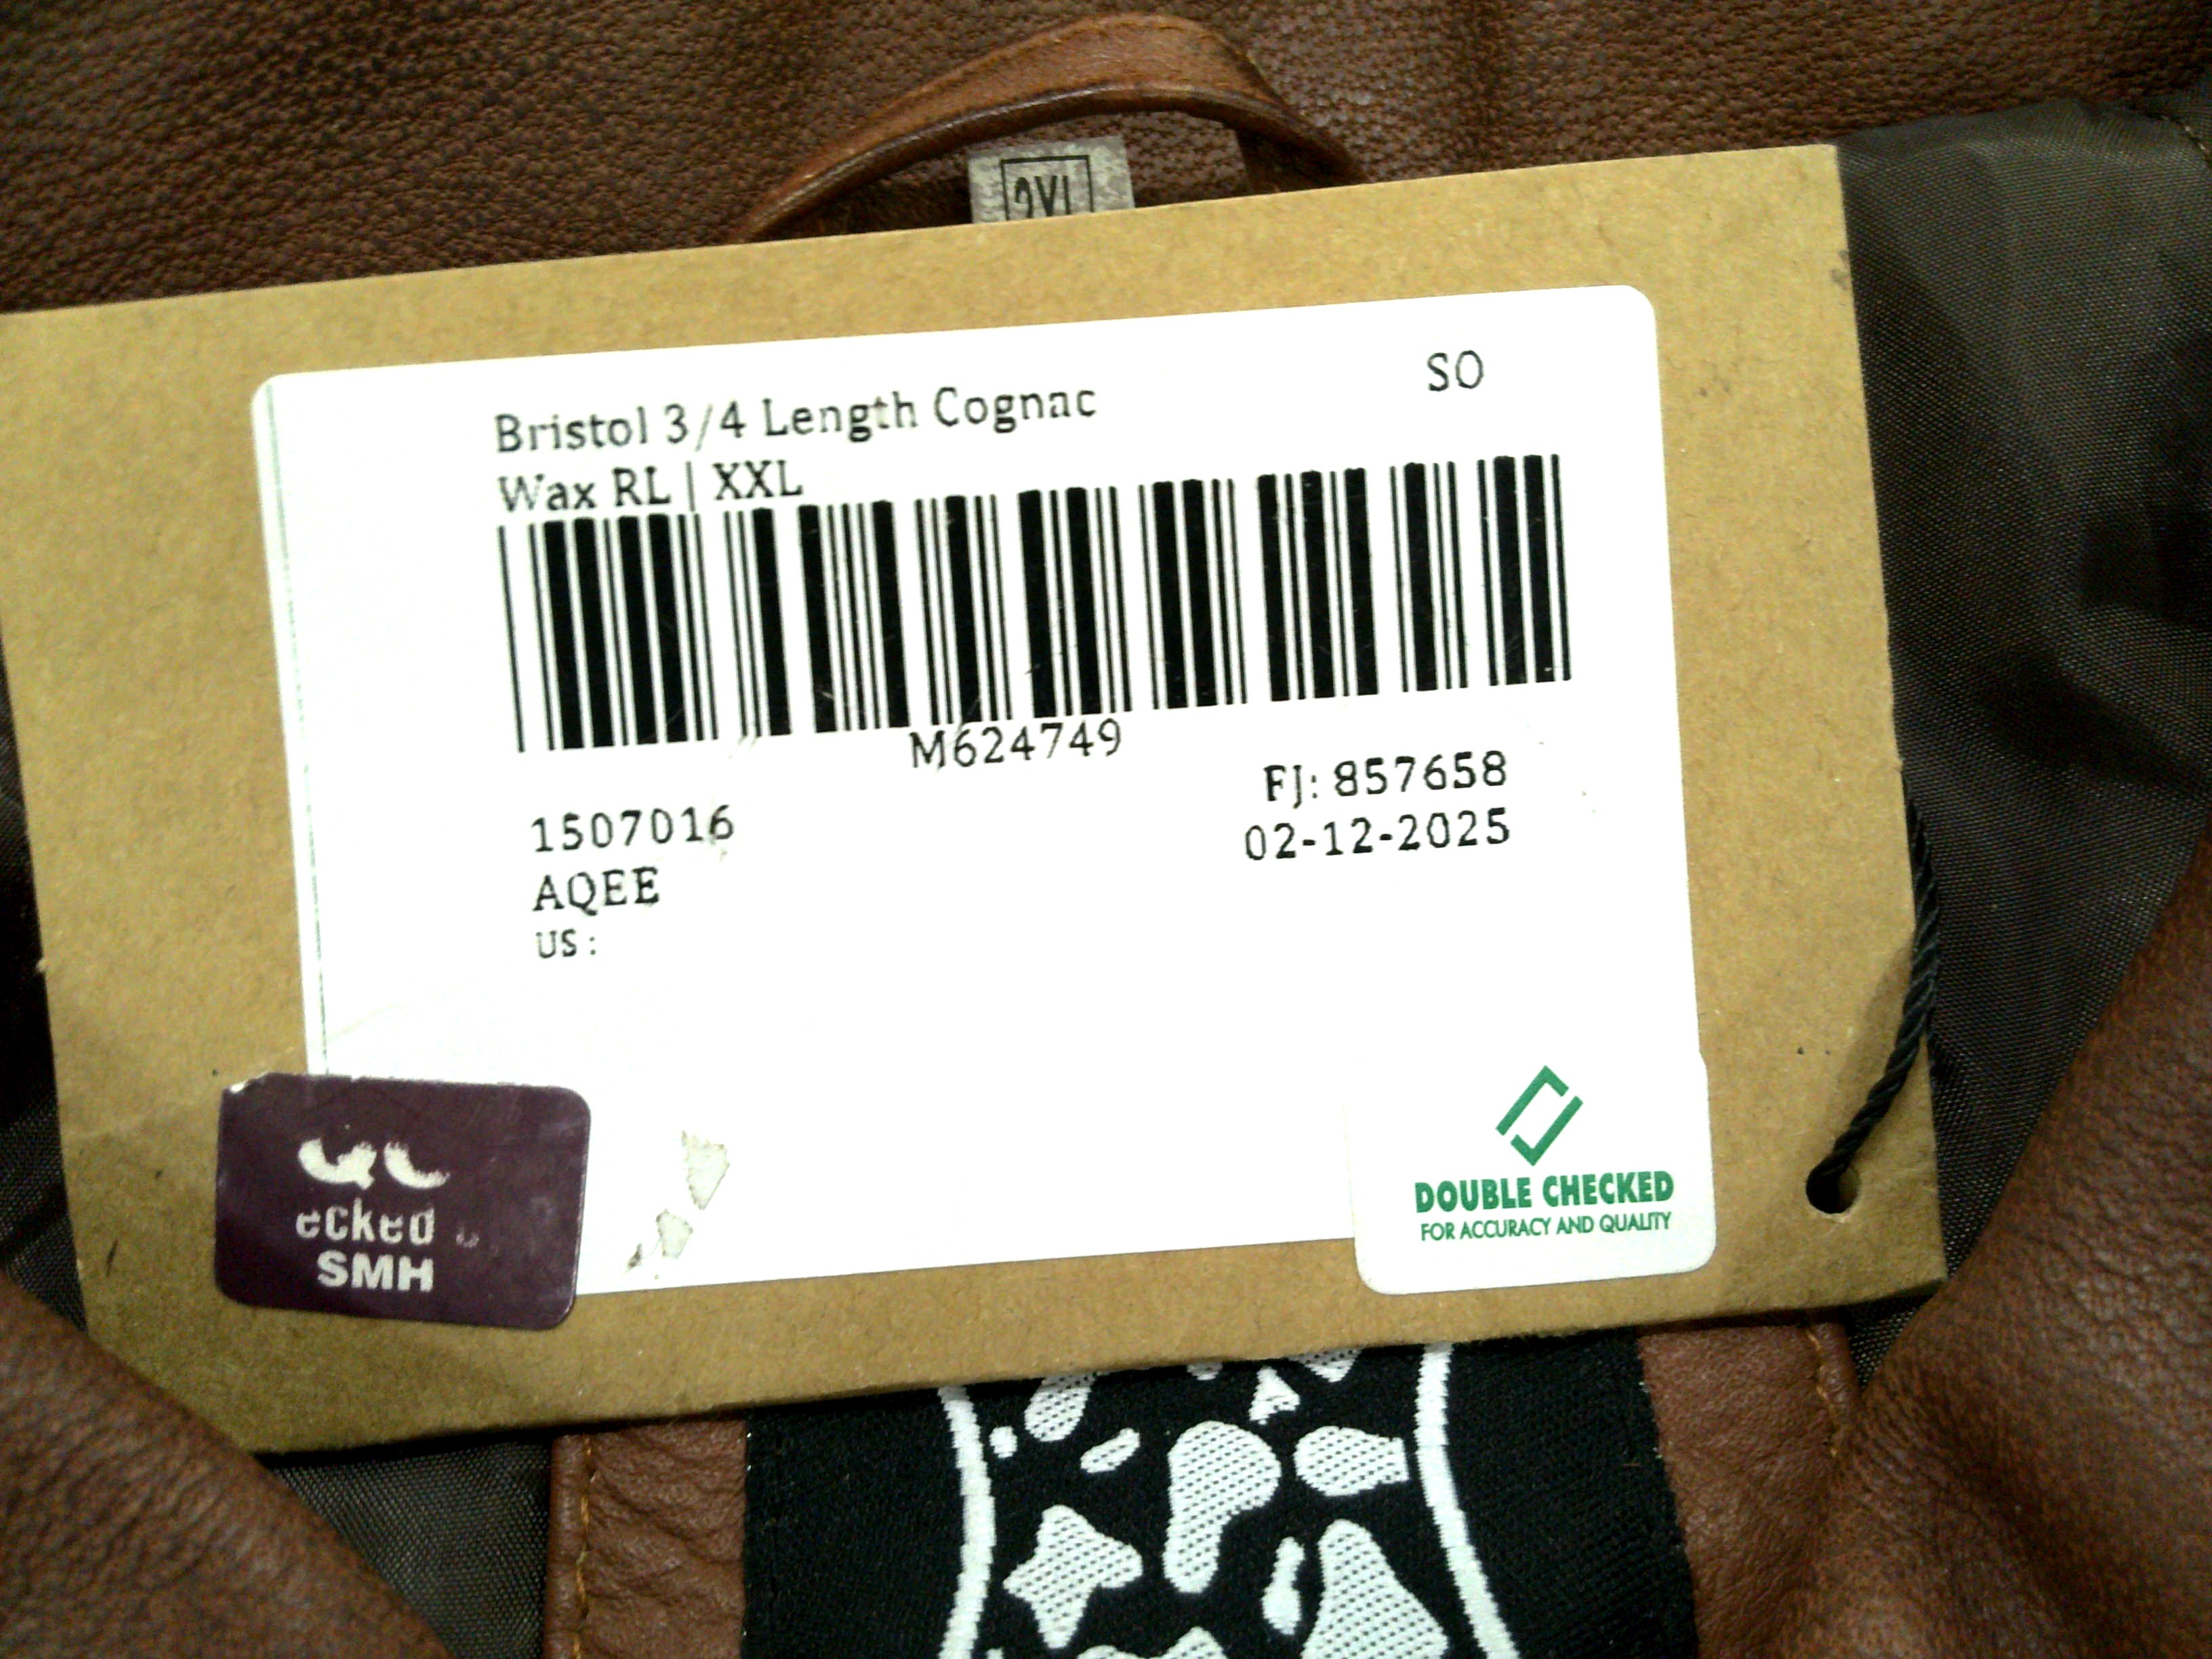 2XL
Bristol 3/4 Length Cognac
SO
Wax RL | XXL
M624749
FJ: 857658
1507016
02-12-2025
AQEE
US :
ecked
SMH
DOUBLE CHECKED
FOR ACCURACY AND QUALITY